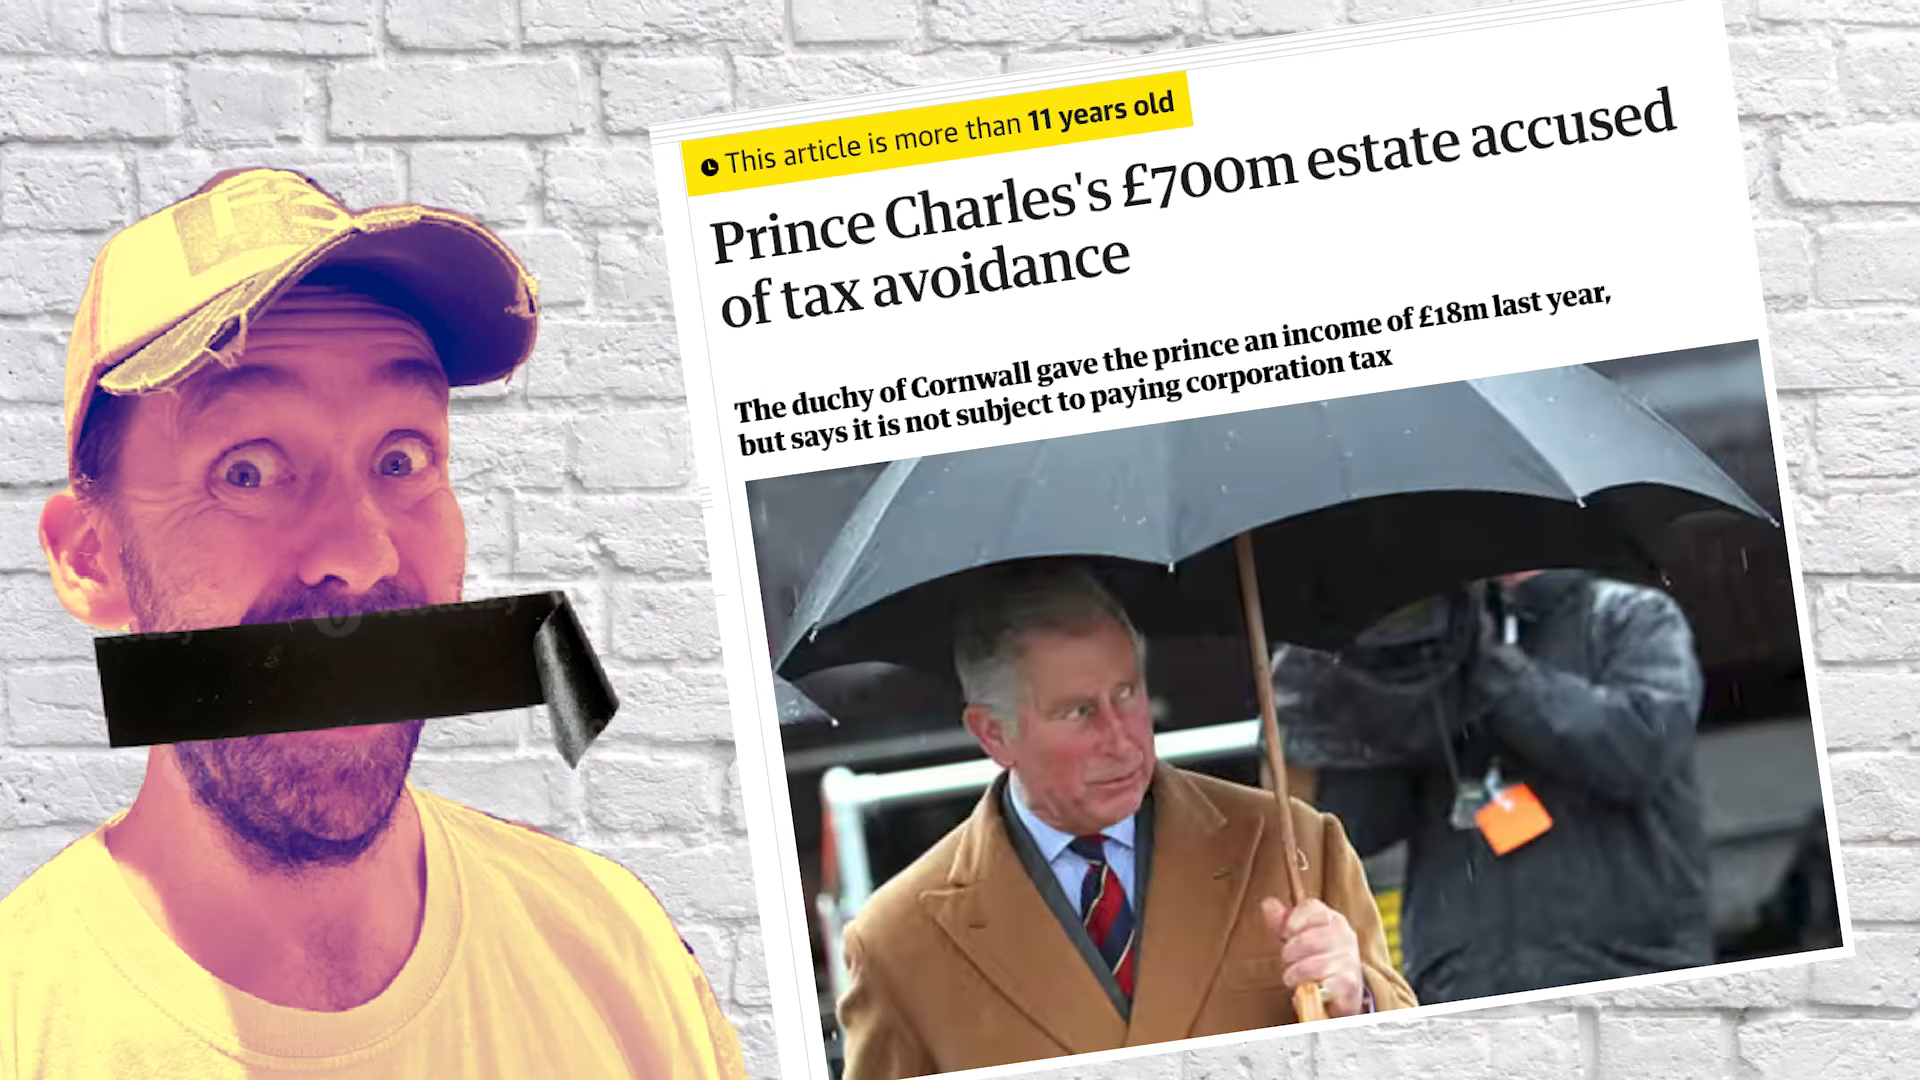 This article is more than 11 years old
Prince Charles's £700m estate accused
of tax avoidance
The duchy of Cornwall gave the prince an income of £18m last year,
but says it is not subject to paying corporation tax